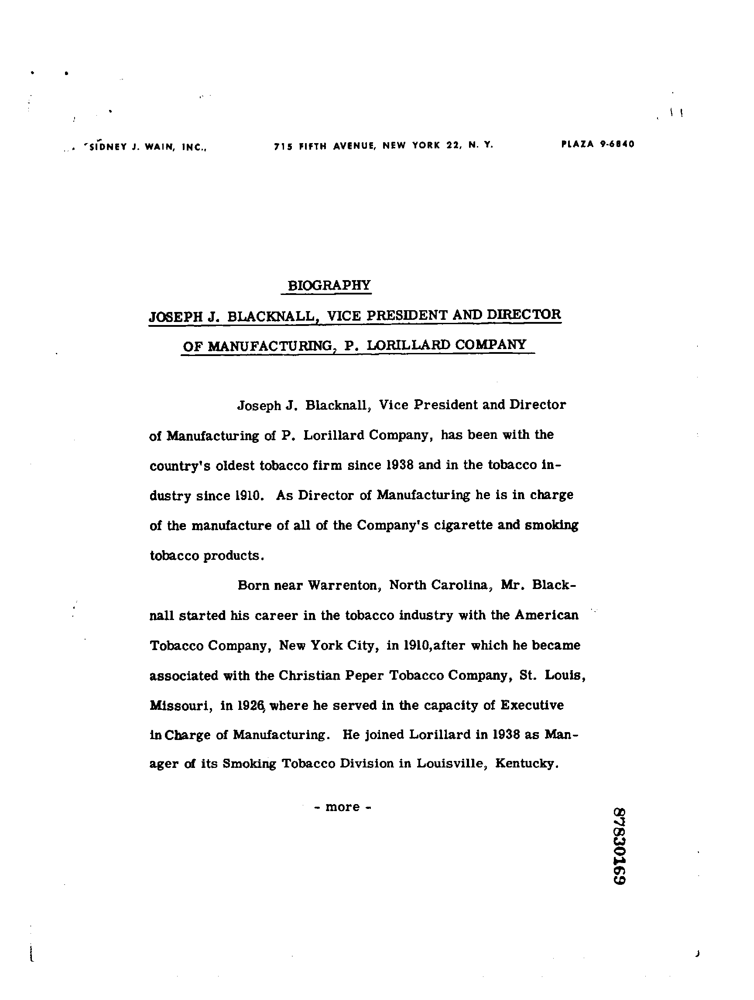 SIDNEY J. WAIN, INC., 715 FIFTH AVENUE, NEW YORK 22, N. Y. PLAZA 9-6840
BIOGRAPHY
JOSEPH J. BLACKNALL, VICE PRESIDENT AND DIRECTOR
OF MANUFACTURING, P. LORILLARD COMPANY
Joseph J. Blacknall, Vice President and Director
of Manufacturing of P. Lorillard Company, has been with the
country's oldest tobacco firm since 1938 and in the tobacco in-
dustry since 1910. As Director of Manufacturing he is in charge
of the manufacture of all of the Company's cigarette and smoking
tobacco products.
Born near Warrenton, North Carolina, Mr. Black-
nall started his career in the tobacco industry with the American
Tobacco Company, New York City, in 1910, after which he became
associated with the Christian Peper Tobacco Company, St. Louis,
Missouri, in 1926, where he served in the capacity of Executive
in Charge of Manufacturing. He joined Lorillard in 1938 as Man-
ager of its Smoking Tobacco Division in Louisville, Kentucky.
- more -
87830169